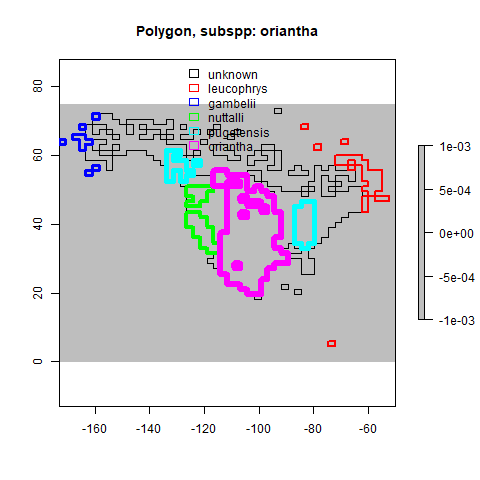 Polygon, subspp: oriantha
unknown
leucophrys
gambelii
nuttalli
pugetensis
oriantha
80
60
40
20
0
-160
-140
-120
-100
-80
-60
1e-03
5e-04
0e+00
-5e-04
-1e-03